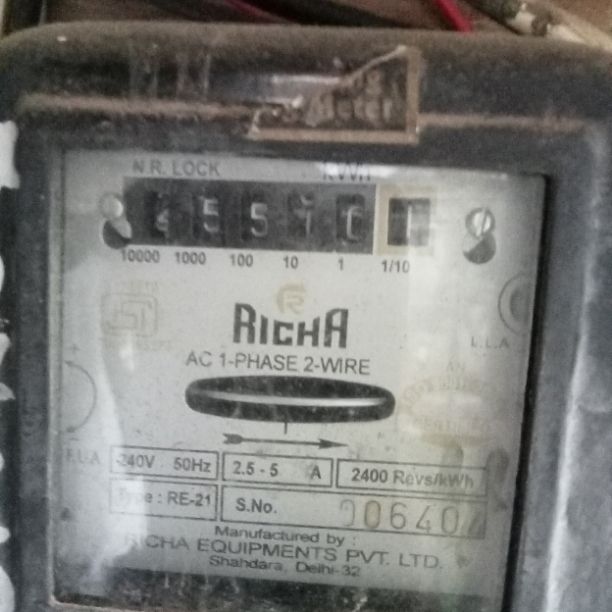 N.R. LOCK KWh
10000 1000 100 10 1 1/10
RICHA
AC 1-PHASE 2-WIRE
L.L.A
F.L.A 240V 50Hz 2.5 - 5 A 2400 Revs/kWh
Type : RE-21 S.No.
Manufactured by :
RICHA EQUIPMENTS PVT. LTD.
Shahdara, Delhi-32